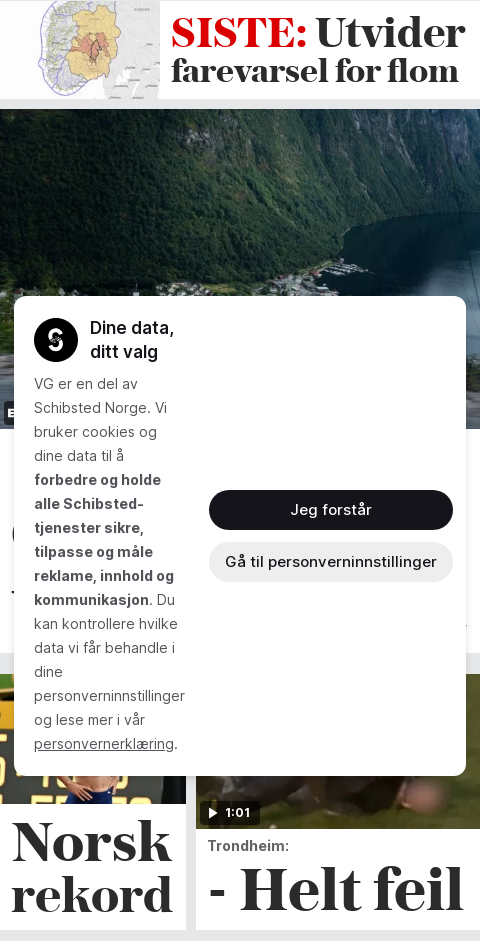 SISTE: Utvider
farevarsel for flom
Dine data,
ditt valg
VG er en del av
Schibsted Norge. Vi
bruker cookies og
dine data til å
forbedre og holde
alle Schibsted-
tjenester sikre,
tilpasse og måle
reklame, innhold og
kommunikasjon. Du
kan kontrollere hvilke
data vi får behandle i
dine
personverninnstillinger
og lese mer i vår
personvernerklæring.
Jeg forstår
Gå til personverninnstillinger
Norsk
rekord
1:01
Trondheim:
- Helt feil